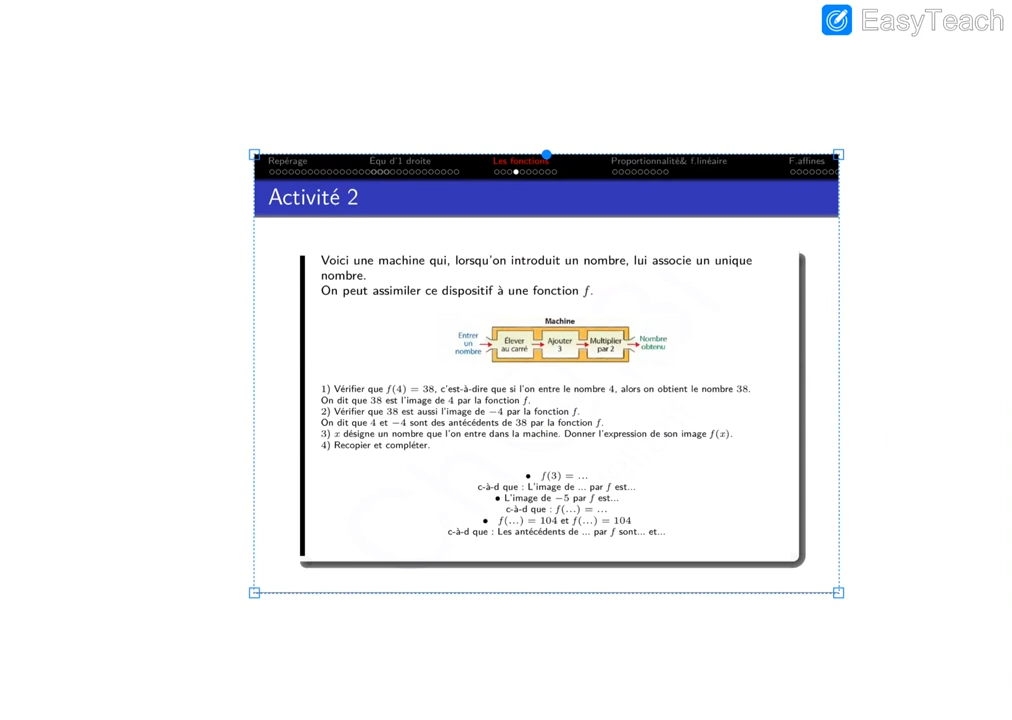 EasyTeach
Repérage Équ d'1 droite Les fonctions Proportionnalité& f.linéaire F.affines
Activité 2
Voici une machine qui, lorsqu'on introduit un nombre, lui associe un unique
nombre.
On peut assimiler ce dispositif à une fonction f.
Machine
Entrer
un
nombre
Élever
au carré
Ajouter
3
Multiplier
par 2
Nombre
obtenu
1) Vérifier que f(4) = 38, c'est-à-dire que si l'on entre le nombre 4, alors on obtient le nombre 38.
On dit que 38 est l'image de 4 par la fonction f.
2) Vérifier que 38 est aussi l'image de −4 par la fonction f.
On dit que 4 et −4 sont des antécédents de 38 par la fonction f.
3) x désigne un nombre que l'on entre dans la machine. Donner l'expression de son image f(x).
4) Recopier et compléter.
• f(3) = ...
c-à-d que : L'image de ... par f est...
• L'image de −5 par f est...
c-à-d que : f(...) = ...
• f(...) = 104 et f(...) = 104
c-à-d que : Les antécédents de ... par f sont... et...